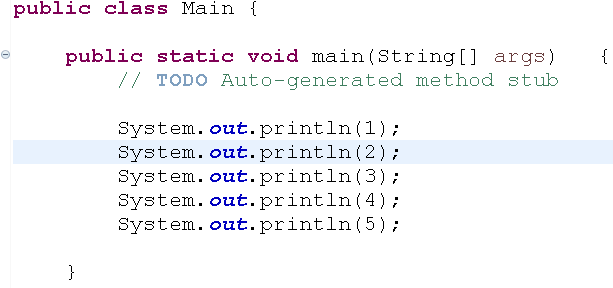 public class Main {
public static void main(String[] args) {
// TODO Auto-generated method stub
System.out.println(1);
System.out.println(2);
System.out.println(3);
System.out.println(4);
System.out.println(5);
}